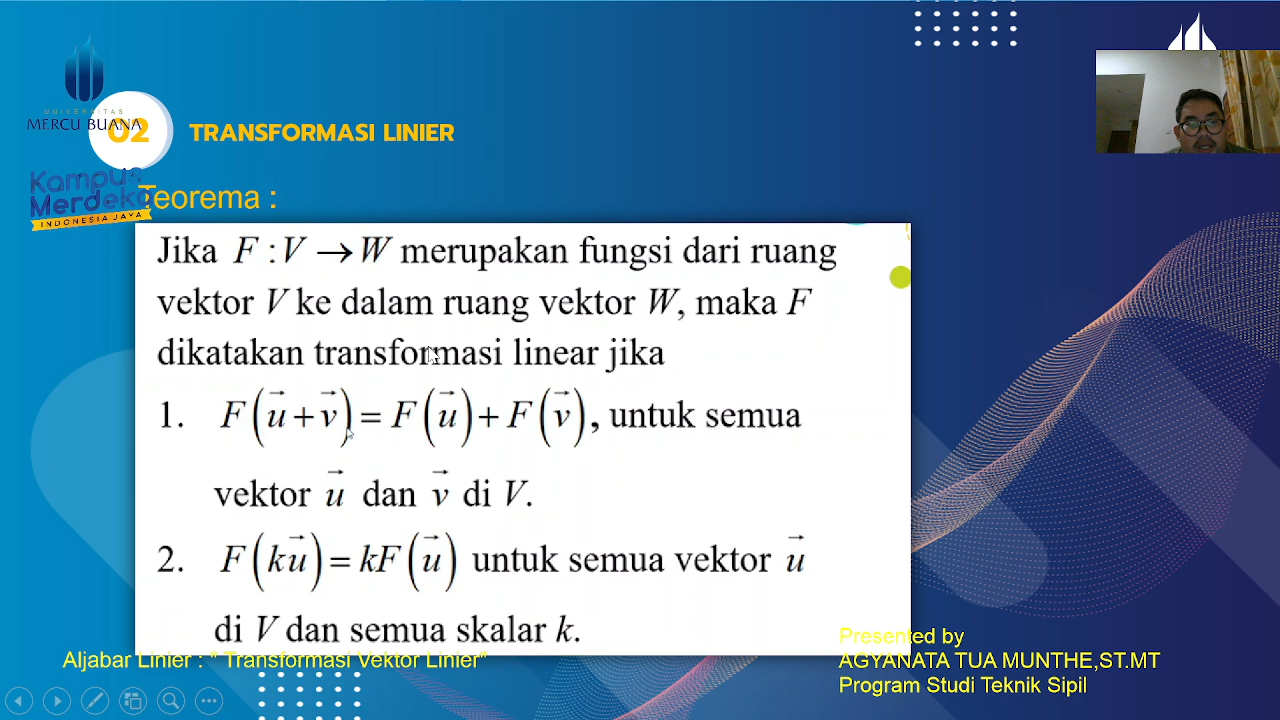 UNIVERSITAS
MERCU BUANA
02
TRANSFORMASI LINIER
Kampus
Merdeka
INDONESIA JAYA
Teorema :
Jika F : V → W merupakan fungsi dari ruang
vektor V ke dalam ruang vektor W, maka F
dikatakan transformasi linear jika
1. F(u⃗ + v⃗) = F(u⃗) + F(v⃗), untuk semua
vektor u⃗ dan v⃗ di V.
2. F(ku⃗) = kF(u⃗) untuk semua vektor u⃗
di V dan semua skalar k.
Aljabar Linier : " Transformasi Vektor Linier"
Presented by
AGYANATA TUA MUNTHE,ST.MT
Program Studi Teknik Sipil